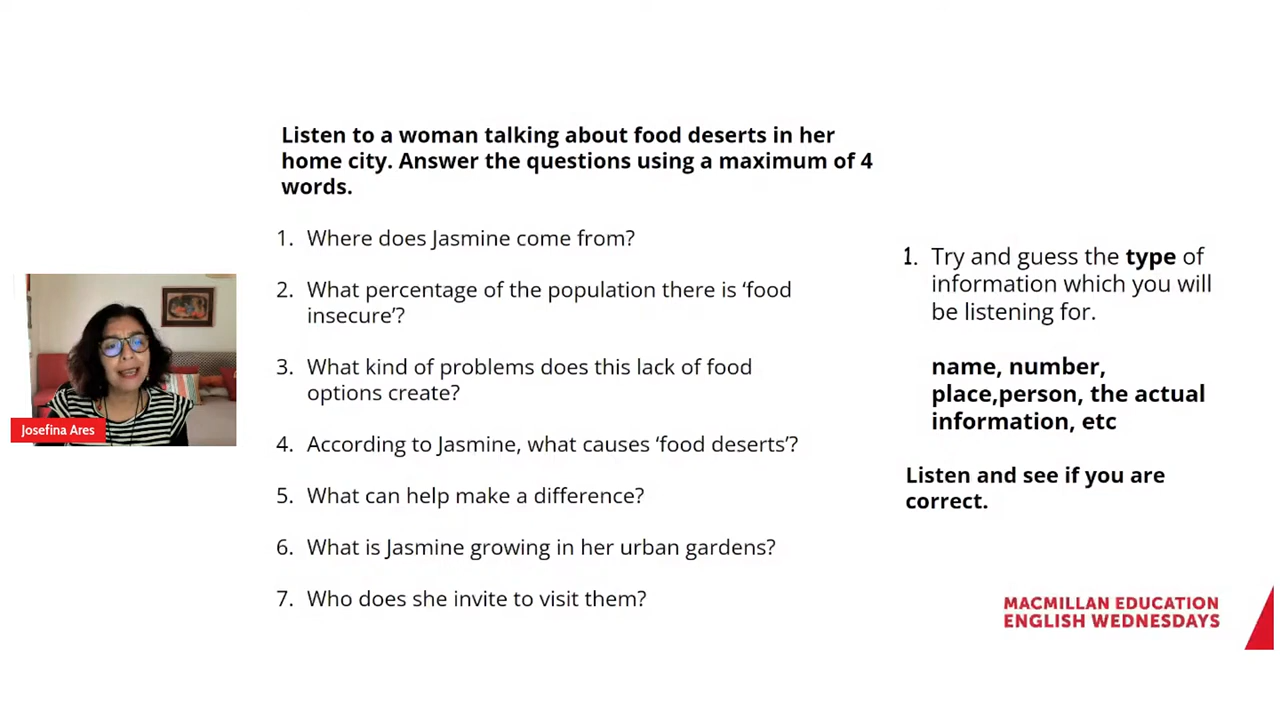 Listen to a woman talking about food deserts in her
home city. Answer the questions using a maximum of 4
words.
1. Where does Jasmine come from?
2. What percentage of the population there is ‘food
insecure’?
3. What kind of problems does this lack of food
options create?
4. According to Jasmine, what causes ‘food deserts’?
5. What can help make a difference?
6. What is Jasmine growing in her urban gardens?
7. Who does she invite to visit them?
1. Try and guess the type of
information which you will
be listening for.
name, number,
place,person, the actual
information, etc
Listen and see if you are
correct.
Josefina Ares
MACMILLAN EDUCATION
ENGLISH WEDNESDAYS